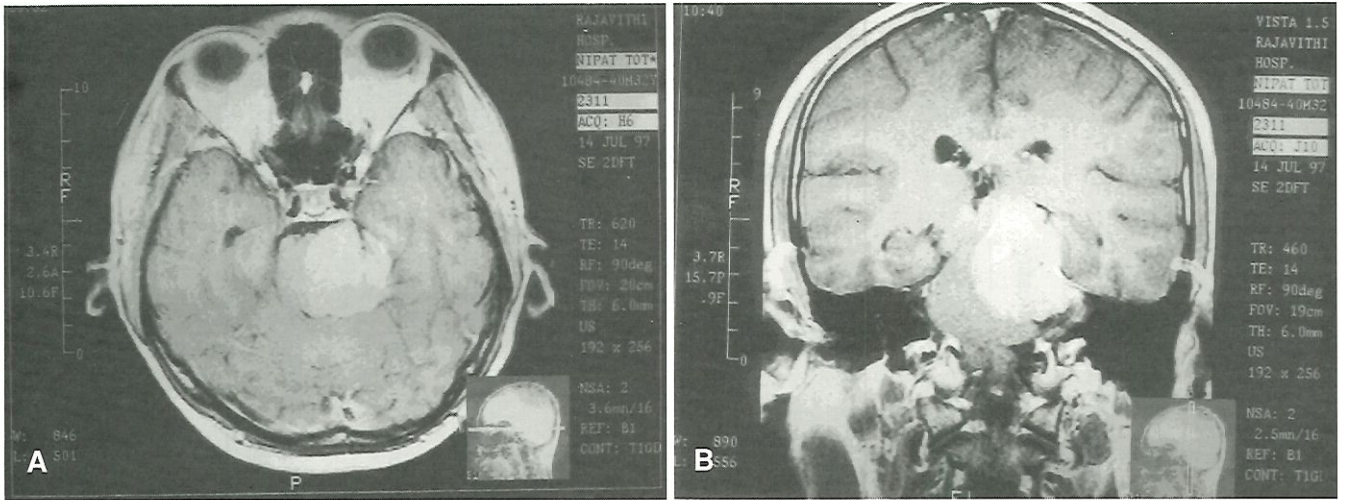 RAJAVITHI
HOSP.
NIPAT TOT*
10484-40M32Y
2311
ACQ: H6
14 JUL 97
SE 2DFT
10
R
F
3.4R
2.6A
10.6F
0
TR: 620
TE: 14
RF: 90deg
FOV: 20cm
TH: 6.0mm
US
192 x 256
NSA: 2
3.6mn/16
REF: B1
CONT: T1GD
W: 846
L: 501
A
P
10:40
VISTA 1.5
RAJAVITHI
HOSP.
NIPAT TOT
10484-40M32
2311
ACQ: J10
14 JUL 97
SE 2DFT
9
R
F
3.7R
15.7P
.9F
0
TR: 460
TE: 14
RF: 90deg
FOV: 19cm
TH: 6.0mm
US
192 x 256
NSA: 2
2.5mn/16
REF: B1
CONT: T1G
W: 890
L: 556
B